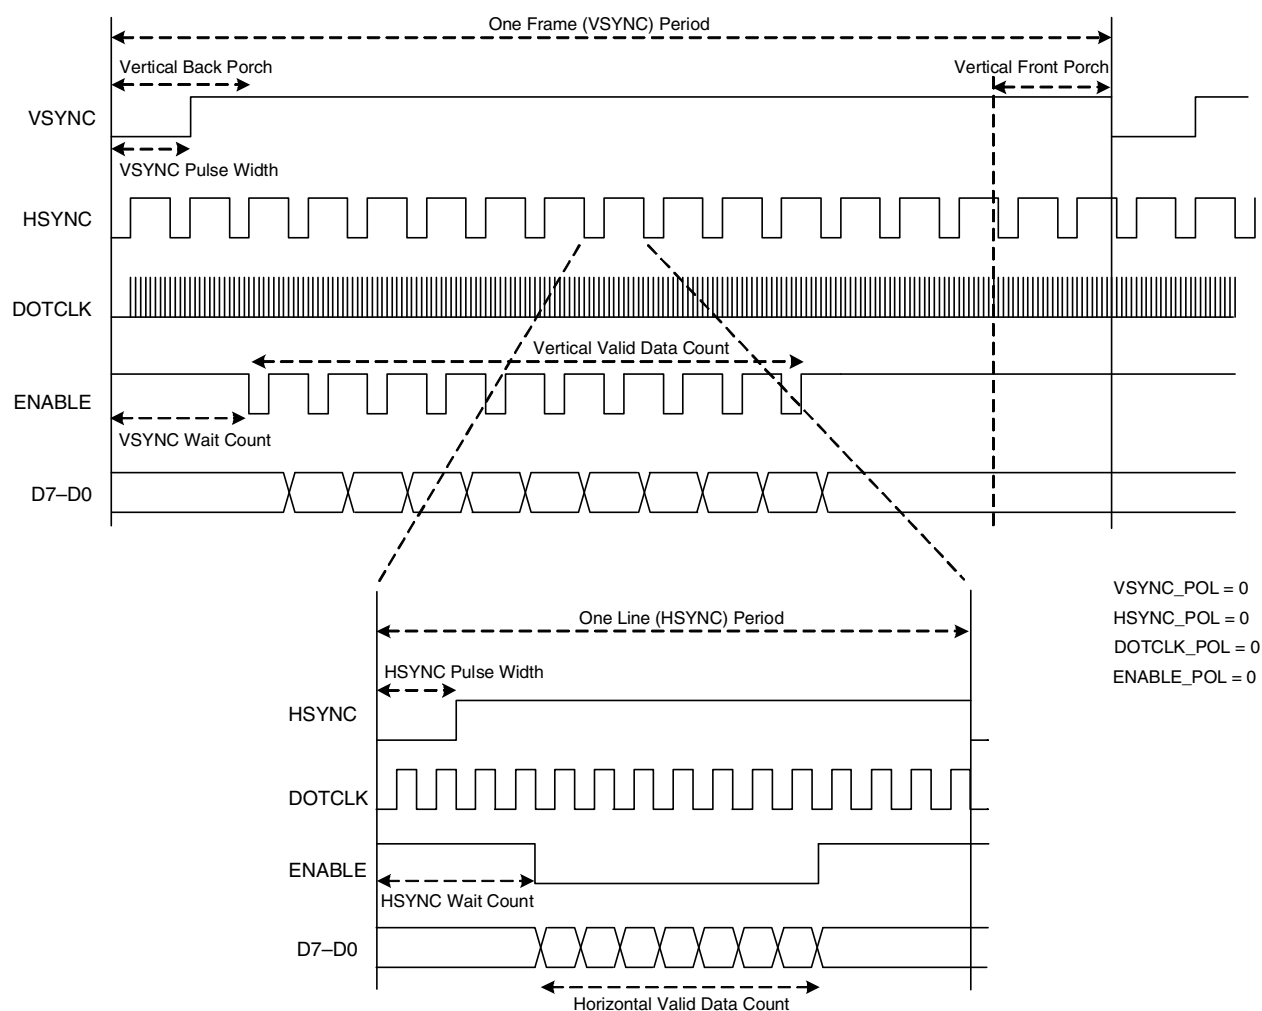 One Frame (VSYNC) Period
Vertical Back Porch
Vertical Front Porch
VSYNC
VSYNC Pulse Width
HSYNC
DOTCLK
Vertical Valid Data Count
ENABLE
VSYNC Wait Count
D7–D0
VSYNC_POL = 0
HSYNC_POL = 0
DOTCLK_POL = 0
ENABLE_POL = 0
One Line (HSYNC) Period
HSYNC Pulse Width
HSYNC
DOTCLK
ENABLE
HSYNC Wait Count
D7–D0
Horizontal Valid Data Count